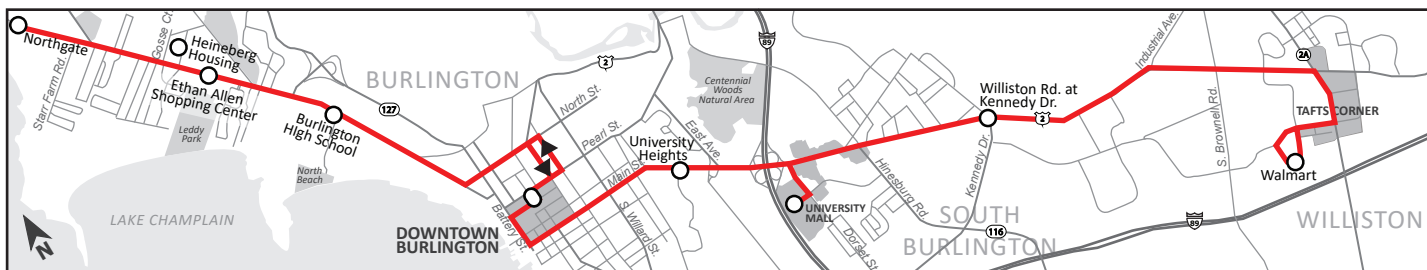 Northgate
Starr Farm Rd.
Gosse Ct.
Heineberg
Housing
Ethan Allen
Shopping Center
Leddy
Park
BURLINGTON
127
Burlington
High School
North
Beach
LAKE CHAMPLAIN
N
2
North St.
Pearl St.
Main St.
Battery St.
DOWNTOWN
BURLINGTON
S. Willard St.
University
Heights
East Ave.
Centennial
Woods
Natural Area
89
UNIVERSITY
MALL
Dorset St
Hinesburg Rd
Kennedy Dr.
Williston Rd. at
Kennedy Dr.
2
SOUTH
BURLINGTON
116
Industrial Ave.
S. Brownell Rd.
2A
TAFTS CORNER
Walmart
89
WILLISTON